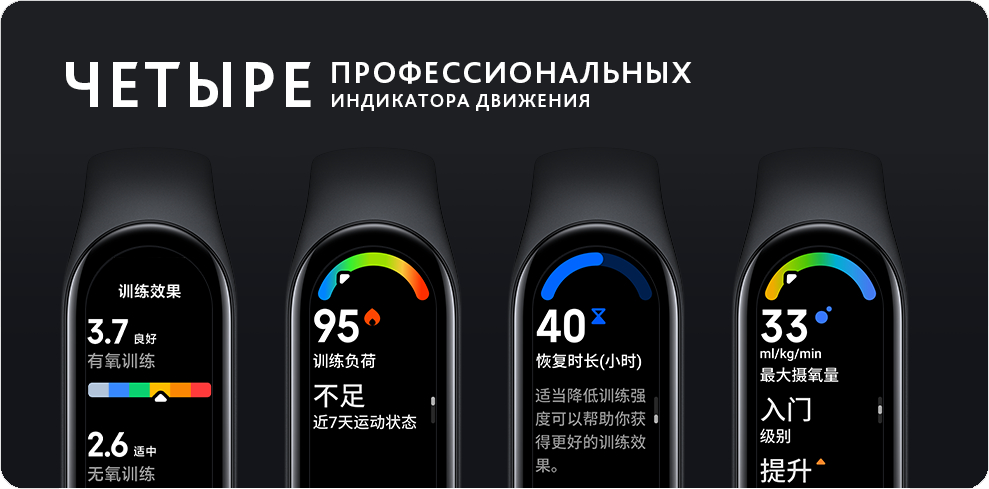 ЧЕТЫРЕ
ПРОФЕССИОНАЛЬНЫХ
ИНДИКАТОРА ДВИЖЕНИЯ
训练效果
3.7 良好
有氧训练
2.6 适中
无氧训练
95
训练负荷
不足
近7天运动状态
40
恢复时长(小时)
适当降低训练强
度可以帮助你获
得更好的训练效
果。
33
ml/kg/min
最大摄氧量
入门
级别
提升